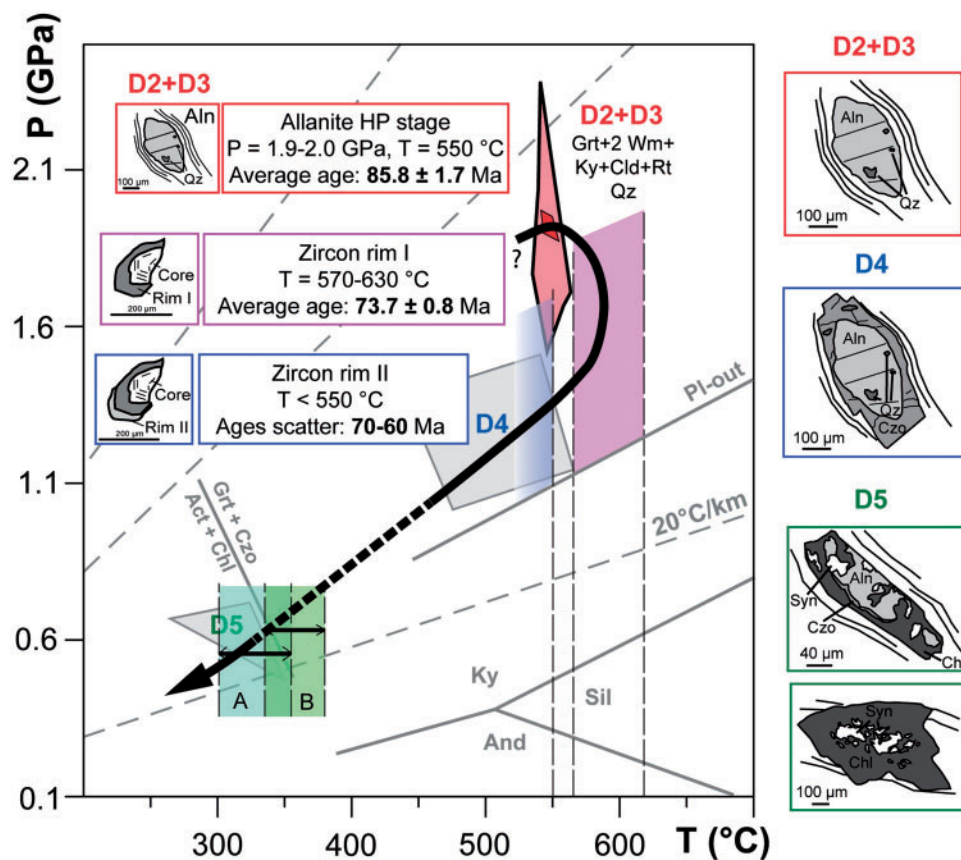 P (GPa)
2.1
1.6
1.1
0.6
0.1
300
400
500
600
T (°C)
D2+D3
Aln
Qz
100 µm
Allanite HP stage
P = 1.9-2.0 GPa, T = 550 °C
Average age: 85.8 ± 1.7 Ma
Core
Rim I
200 µm
Zircon rim I
T = 570-630 °C
Average age: 73.7 ± 0.8 Ma
Core
Rim II
200 µm
Zircon rim II
T < 550 °C
Ages scatter: 70-60 Ma
D2+D3
Grt+2 Wm+
Ky+Cld+Rt
Qz
?
D4
Pl-out
20°C/km
Grt + Czo
Act + Chl
D5
A
B
Ky
Sil
And
D2+D3
Aln
Qz
100 µm
D4
Aln
Qz
Czo
100 µm
D5
Aln
Syn
Czo
Ch
40 µm
Syn
Chl
100 µm